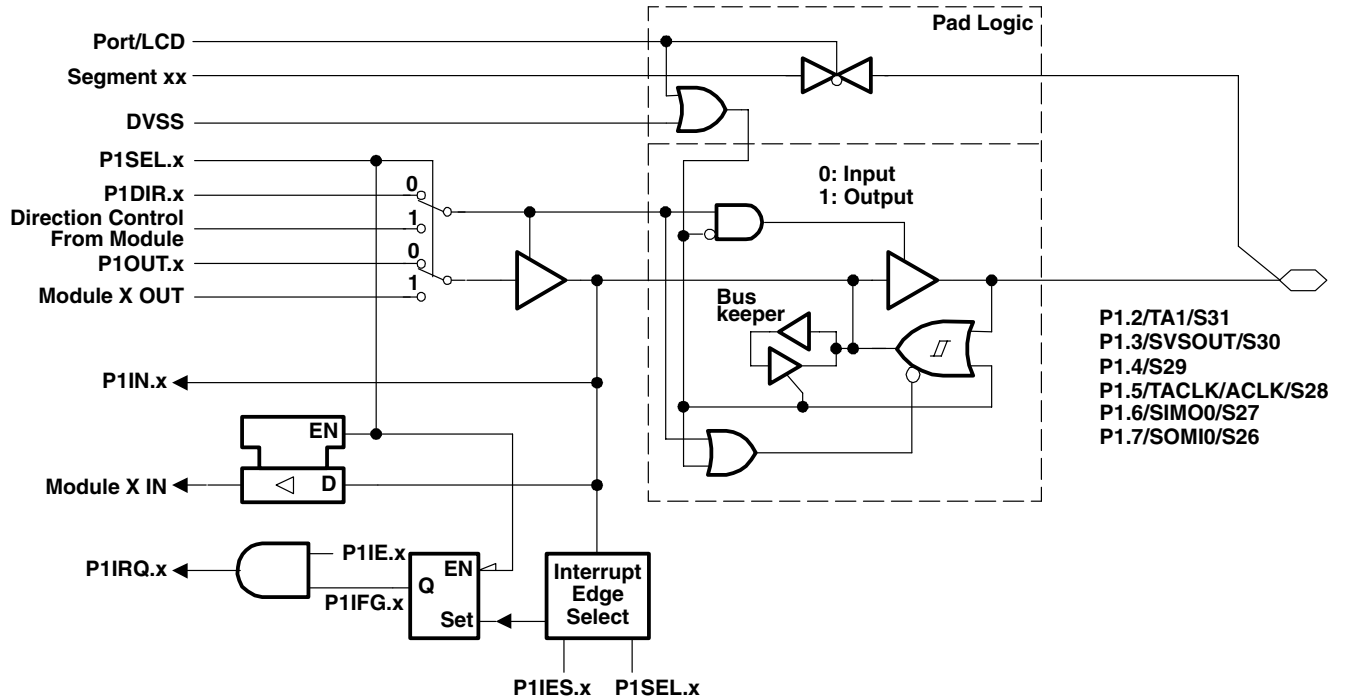 Pad Logic
Port/LCD
Segment xx
DVSS
P1SEL.x
P1DIR.x
0
Direction Control
From Module
1
P1OUT.x
0
Module X OUT
1
0: Input
1: Output
Bus
keeper
P1.2/TA1/S31
P1.3/SVSOUT/S30
P1.4/S29
P1.5/TACLK/ACLK/S28
P1.6/SIMO0/S27
P1.7/SOMI0/S26
P1IN.x
EN
Module X IN
D
P1IRQ.x
P1IE.x
P1IFG.x
EN
Q
Set
Interrupt
Edge
Select
P1IES.x
P1SEL.x